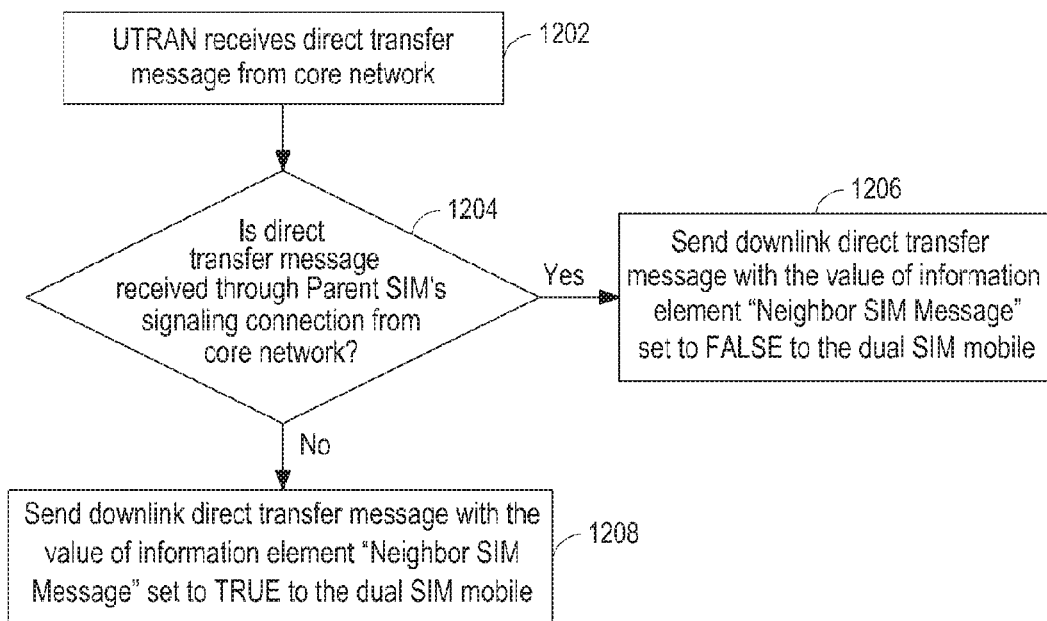 UTRAN receives direct transfer
message from core network
1202
Is direct
transfer message
received through Parent SIM's
signaling connection from
core network?
1204
Yes
1206
Send downlink direct transfer
message with the value of information
element "Neighbor SIM Message"
set to FALSE to the dual SIM mobile
No
Send downlink direct transfer message with the
value of information element "Neighbor SIM
Message" set to TRUE to the dual SIM mobile
1208